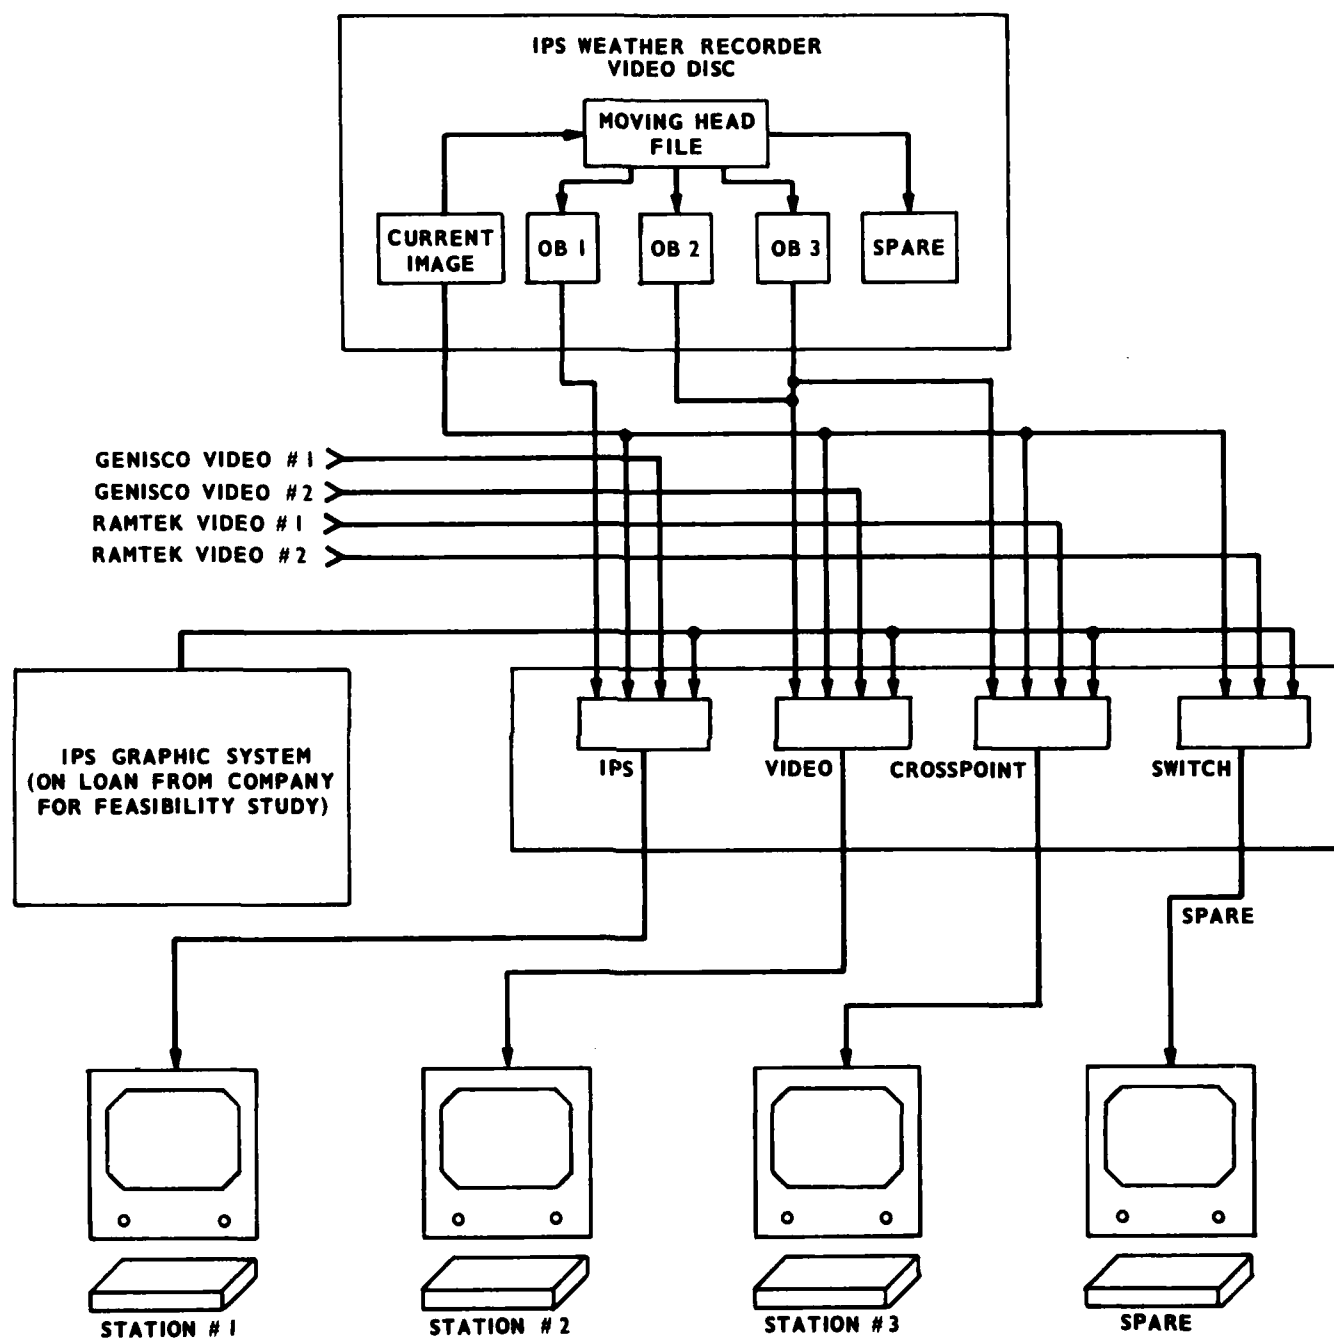 IPS WEATHER RECORDER
VIDEO DISC
MOVING HEAD
FILE
CURRENT
IMAGE
OB 1
OB 2
OB 3
SPARE
GENISCO VIDEO #1
GENISCO VIDEO #2
RAMTEK VIDEO #1
RAMTEK VIDEO #2
IPS GRAPHIC SYSTEM
(ON LOAN FROM COMPANY
FOR FEASIBILITY STUDY)
IPS
VIDEO
CROSSPOINT
SWITCH
SPARE
STATION #1
STATION #2
STATION #3
SPARE